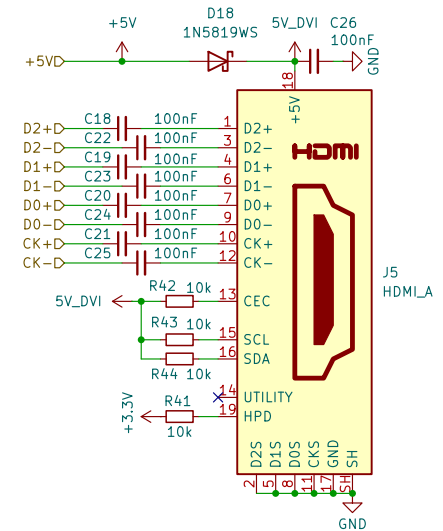 D18
+5V
1N5819WS
5V_DVI
C26
100nF
+5V
GND
18
+5V
D2+
C18
100nF
1
D2+
D2-
C22
100nF
3
D2-
HDMI
D1+
C19
100nF
4
D1+
D1-
C23
100nF
6
D1-
D0+
C20
100nF
7
D0+
D0-
C24
100nF
9
D0-
CK+
C21
100nF
10
CK+
CK-
C25
100nF
12
CK-
J5
HDMI_A
5V_DVI
R42
10k
13
CEC
R43
10k
15
SCL
R44
10k
16
SDA
14
UTILITY
+3.3V
R41
10k
19
HPD
D2S
D1S
D0S
CKS
GND
SH
2
5
8
11
17
SH
GND